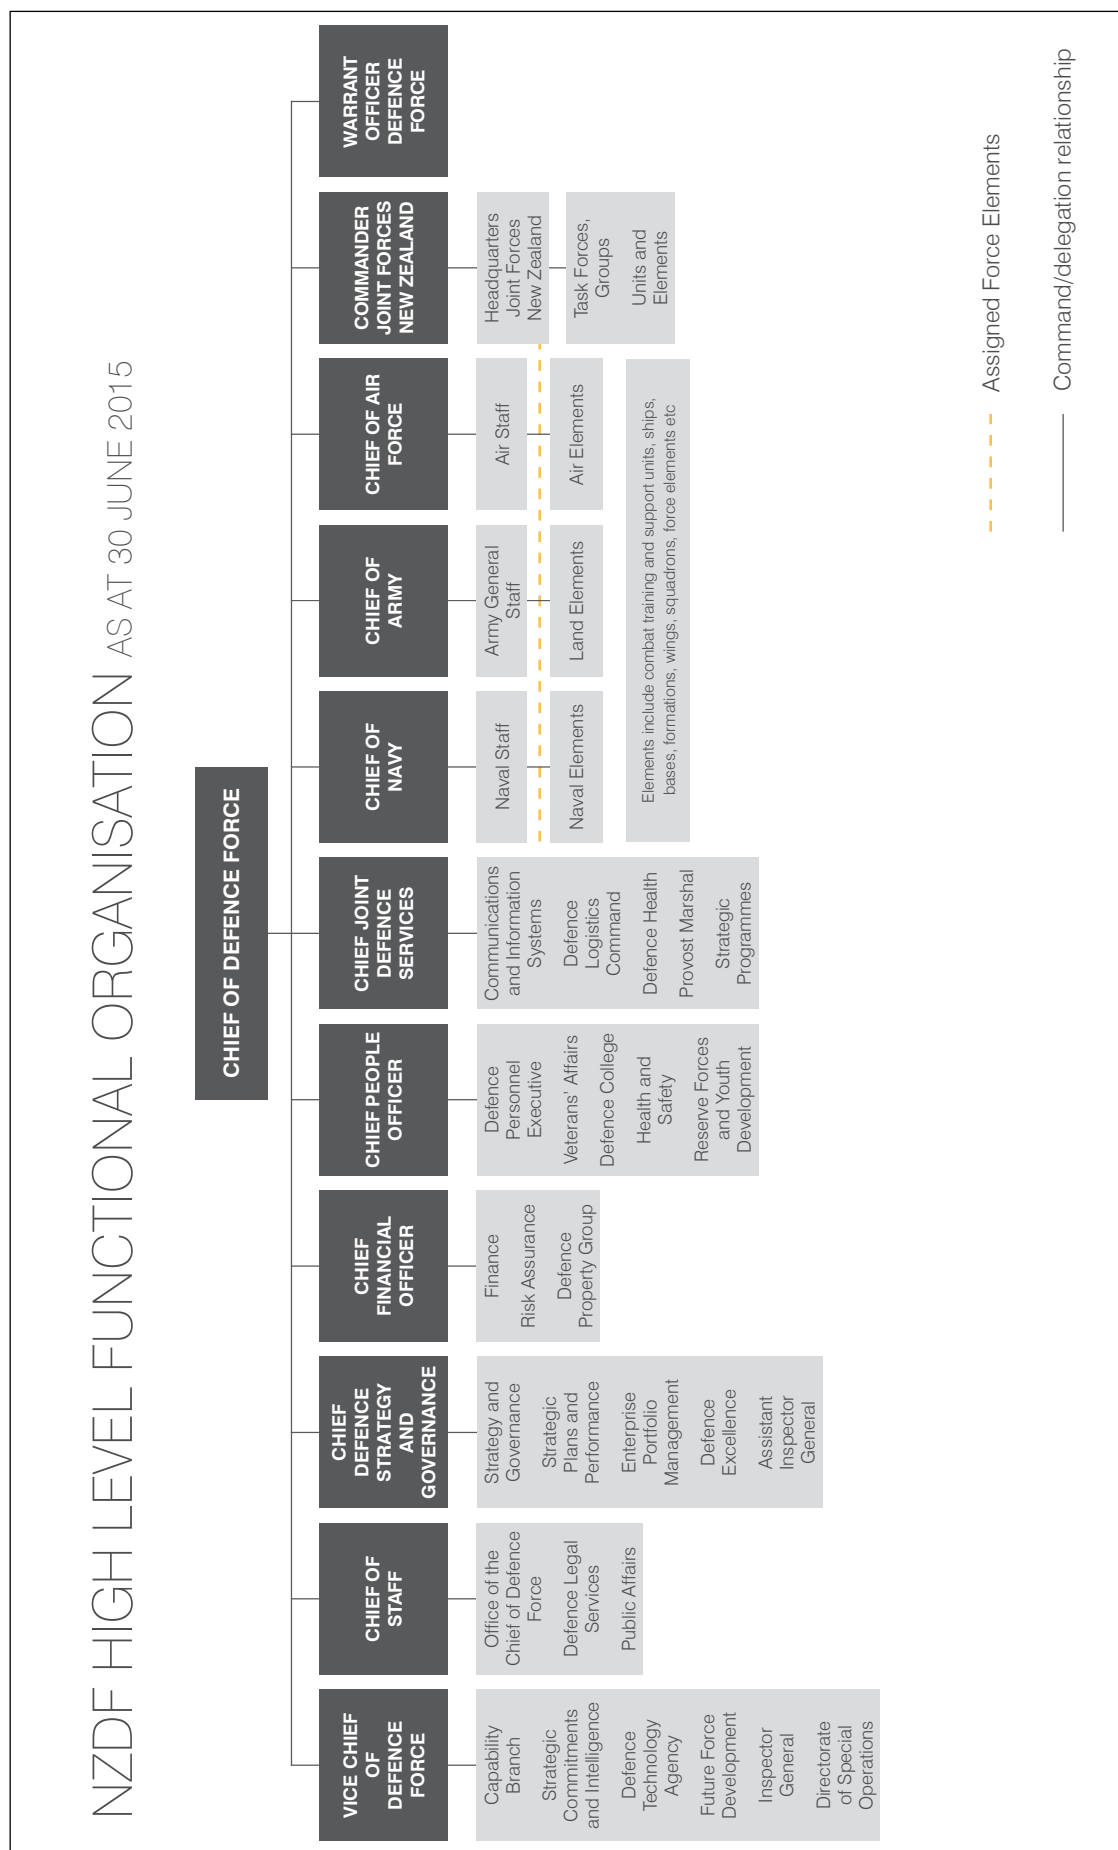 NZDF HIGH LEVEL FUNCTIONAL ORGANISATION AS AT 30 JUNE 2015
CHIEF OF DEFENCE FORCE
VICE CHIEF
OF
DEFENCE
FORCE
Capability
Branch
Strategic
Commitments
and Intelligence
Defence
Technology
Agency
Future Force
Development
Inspector
General
Directorate
of Special
Operations
CHIEF OF
STAFF
Office of the
Chief of Defence
Force
Defence Legal
Services
Public Affairs
CHIEF
DEFENCE
STRATEGY
AND
GOVERNANCE
Strategy and
Governance
Strategic
Plans and
Performance
Enterprise
Portfolio
Management
Defence
Excellence
Assistant
Inspector
General
CHIEF
FINANCIAL
OFFICER
Finance
Risk Assurance
Defence
Property Group
CHIEF PEOPLE
OFFICER
Defence
Personnel
Executive
Veterans’ Affairs
Defence College
Health and
Safety
Reserve Forces
and Youth
Development
CHIEF JOINT
DEFENCE
SERVICES
Communications
and Information
Systems
Defence
Logistics
Command
Defence Health
Provost Marshal
Strategic
Programmes
CHIEF OF
NAVY
Naval Staff
Naval Elements
CHIEF OF
ARMY
Army General
Staff
Land Elements
CHIEF OF AIR
FORCE
Air Staff
Air Elements
Elements include combat training and support units, ships,
bases, formations, wings, squadrons, force elements etc
COMMANDER
JOINT FORCES
NEW ZEALAND
Headquarters
Joint Forces
New Zealand
Task Forces,
Groups
Units and
Elements
WARRANT
OFFICER
DEFENCE
FORCE
Assigned Force Elements
Command/delegation relationship